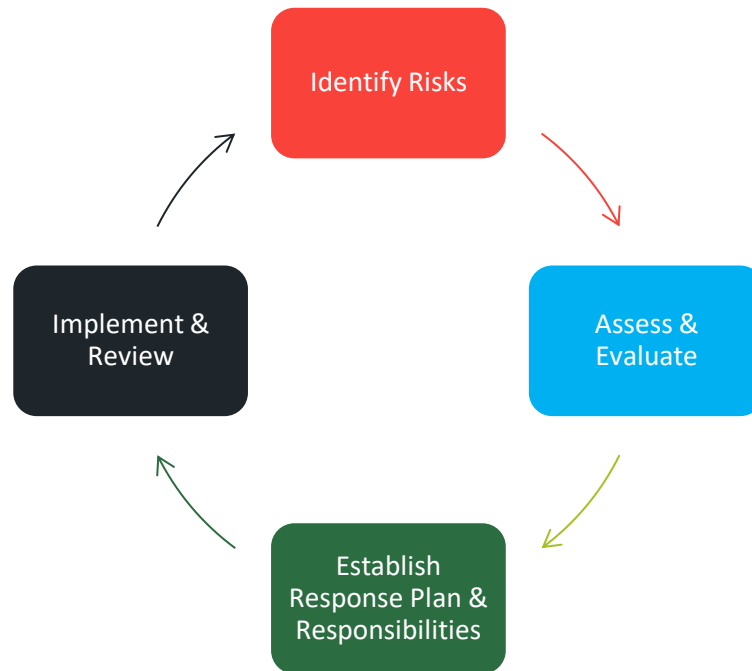 Identify Risks
Assess &
Evaluate
Establish
Response Plan &
Responsibilities
Implement &
Review